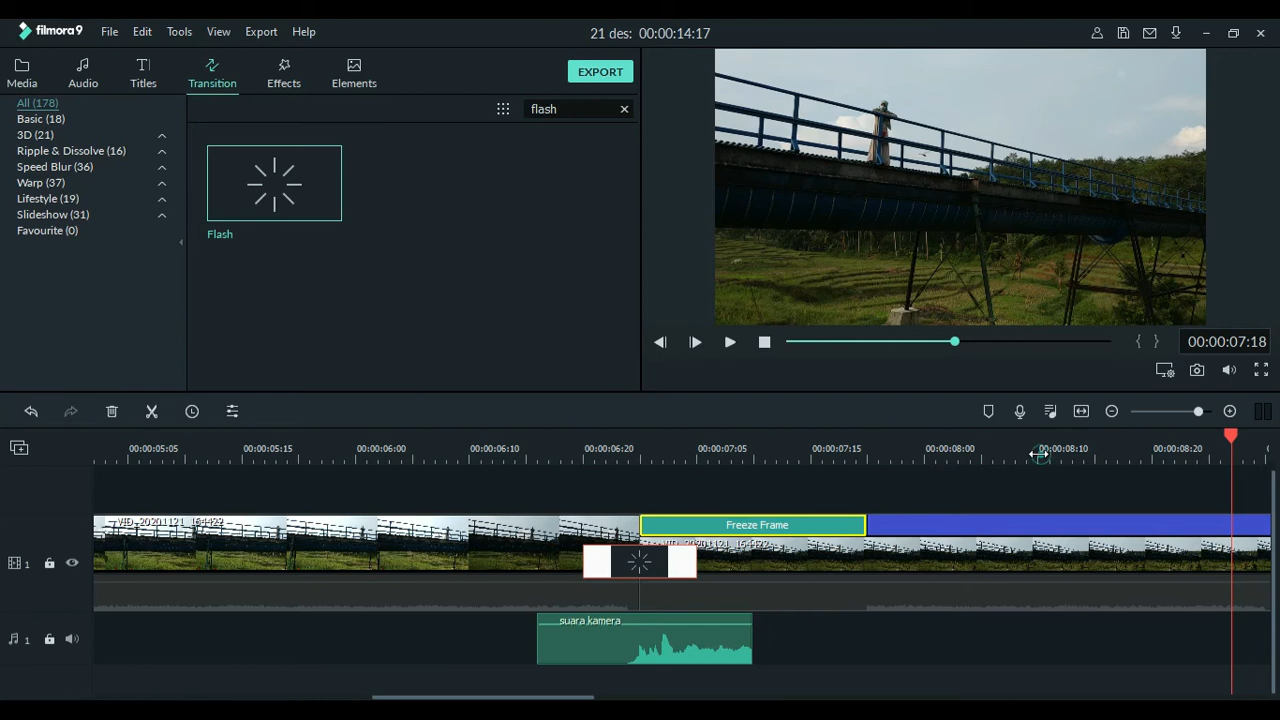 filmora9 File Edit Tools View Export Help
21 des: 00:00:14:17
Media Audio Titles Transition Effects Elements
EXPORT
All (178)
flash
Basic (18)
3D (21)
Ripple & Dissolve (16)
Speed Blur (36)
Warp (37)
Lifestyle (19)
Slideshow (31)
Favourite (0)
Flash
00:00:07:18
00:00:05:05 00:00:05:15 00:00:06:00 00:00:06:10 00:00:06:20 00:00:07:05 00:00:07:15 00:00:08:00 00:00:08:10 00:00:08:20
VID_20201121_164422
Freeze Frame
VID_20201121_164422
1
suara kamera
1